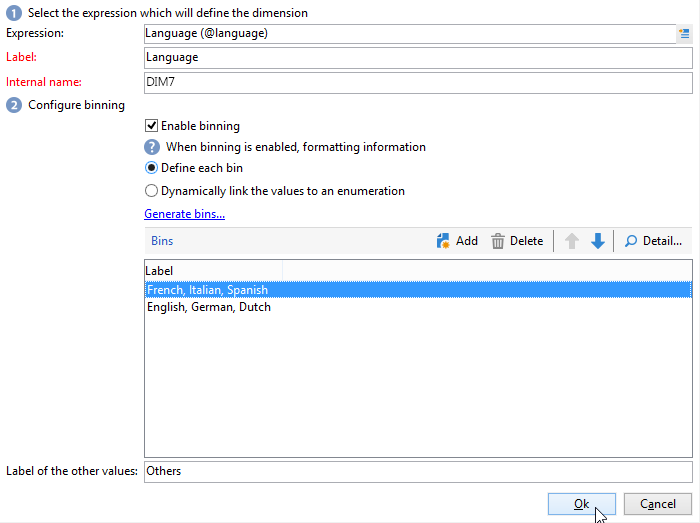 1 Select the expression which will define the dimension
Expression: Language (@language)
Label: Language
Internal name: DIM7
2 Configure binning
Enable binning
? When binning is enabled, formatting information
Define each bin
Dynamically link the values to an enumeration
Generate bins...
Bins Add Delete Detail...
Label
French, Italian, Spanish
English, German, Dutch
Label of the other values: Others
Ok Cancel